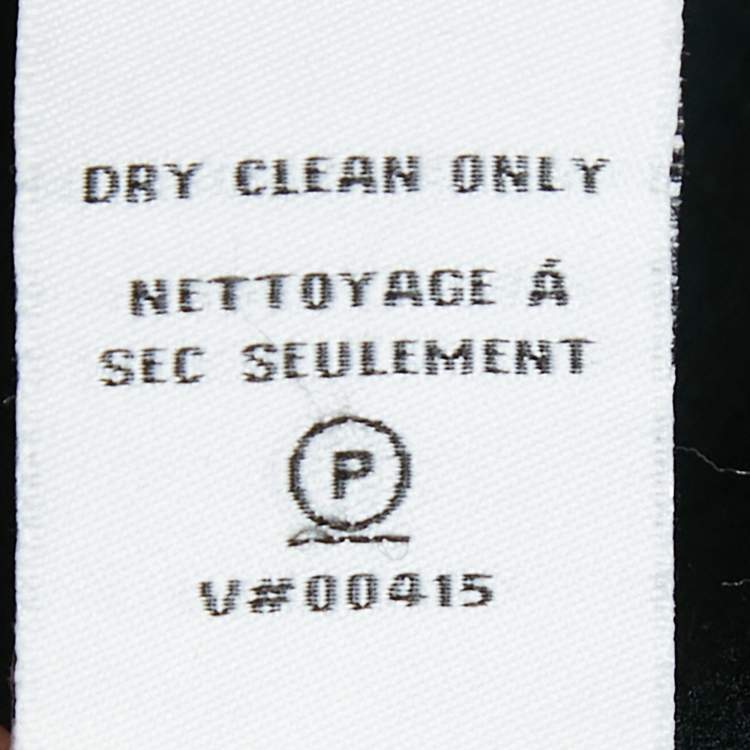 DRY CLEAN ONLY
NETTOYAGE Á
SEC SEULEMENT
P
V#00415